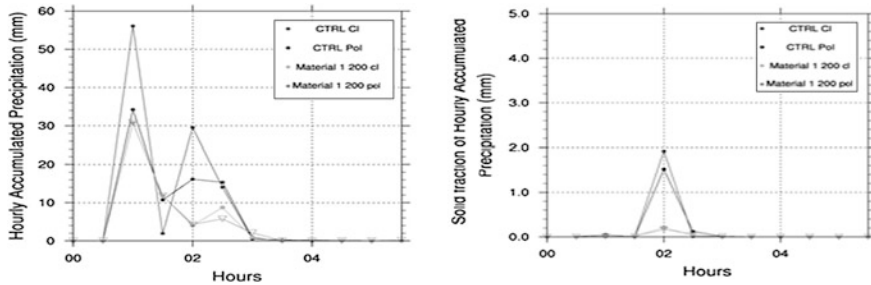 Hourly Accumulated Precipitation (mm)
60
50
40
30
20
10
0
CTRL Cl
CTRL Pol
Material 1 200 cl
Material 1 200 pol
00
02
04
Hours
Solid fraction of Hourly Accumulated
Precipitation (mm)
5.0
4.0
3.0
2.0
1.0
0.0
CTRL Cl
CTRL Pol
Material 1 200 cl
Material 1 200 pol
00
02
04
Hours